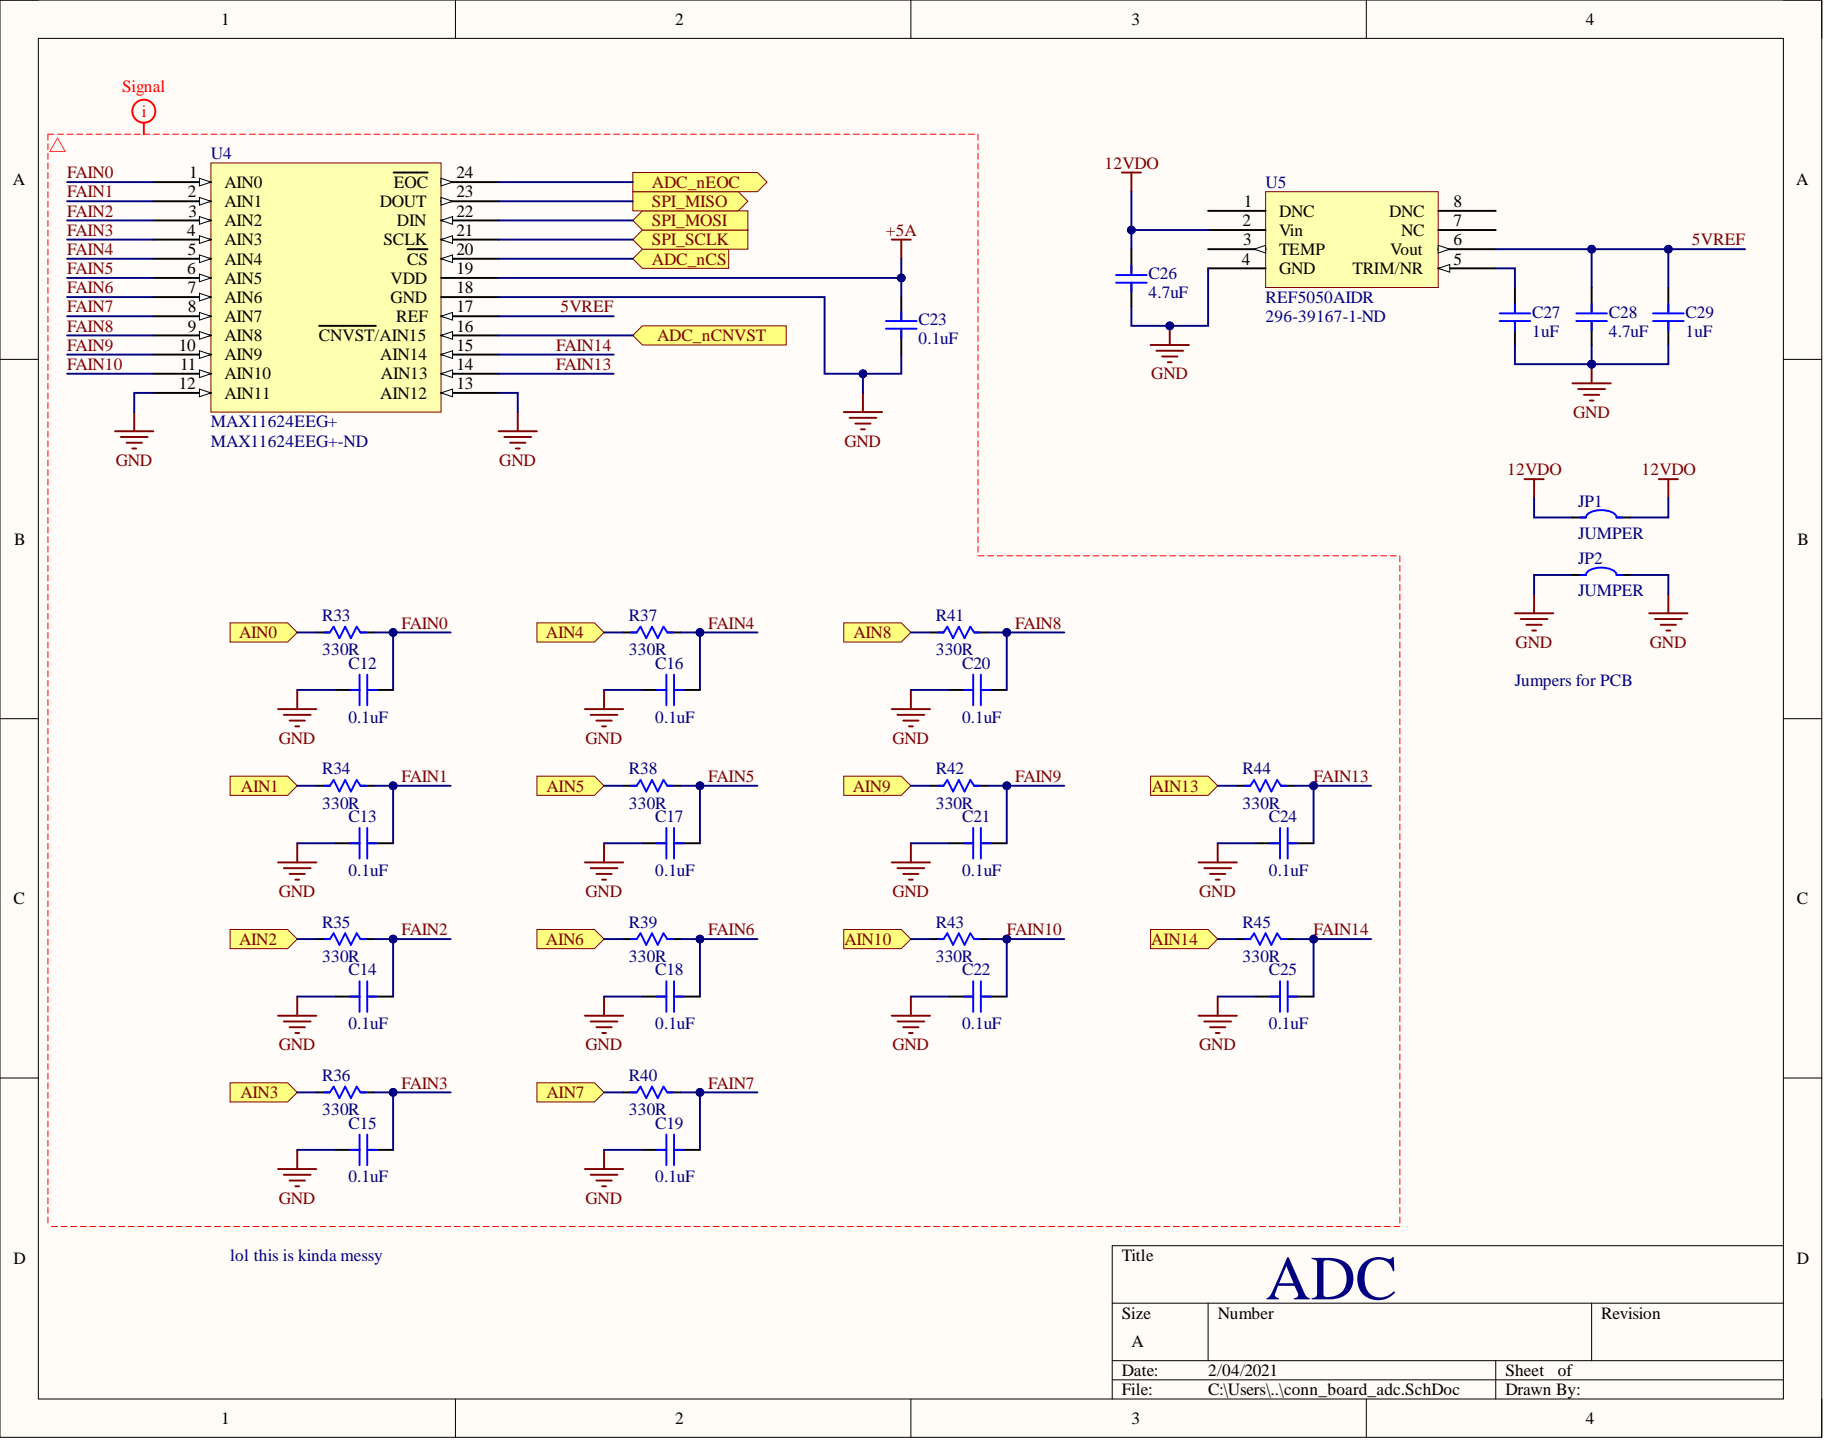 1 2 3 4
A A
B B
C C
D D
Signal
i
U4
FAIN0 1 AIN0 EOC 24 ADC_nEOC
FAIN1 2 AIN1 DOUT 23 SPI_MISO
FAIN2 3 AIN2 DIN 22 SPI_MOSI
FAIN3 4 AIN3 SCLK 21 SPI_SCLK
FAIN4 5 AIN4 CS 20 ADC_nCS
FAIN5 6 AIN5 VDD 19
FAIN6 7 AIN6 GND 18
FAIN7 8 AIN7 REF 17 5VREF
FAIN8 9 AIN8 CNVST/AIN15 16 ADC_nCNVST
FAIN9 10 AIN9 AIN14 15 FAIN14
FAIN10 11 AIN10 AIN13 14 FAIN13
12 AIN11 AIN12 13
MAX11624EEG+
MAX11624EEG+-ND
GND
GND
+5A
C23
0.1uF
GND
12VDO
C26
4.7uF
GND
U5
1 DNC DNC 8
2 Vin NC 7
3 TEMP Vout 6 5VREF
4 GND TRIM/NR 5
REF5050AIDR
296-39167-1-ND
C27
1uF
C28
4.7uF
C29
1uF
GND
12VDO 12VDO
JP1
JUMPER
JP2
JUMPER
GND GND
Jumpers for PCB
AIN0 R33 FAIN0
330R
C12
0.1uF
GND
AIN4 R37 FAIN4
330R
C16
0.1uF
GND
AIN8 R41 FAIN8
330R
C20
0.1uF
GND
AIN1 R34 FAIN1
330R
C13
0.1uF
GND
AIN5 R38 FAIN5
330R
C17
0.1uF
GND
AIN9 R42 FAIN9
330R
C21
0.1uF
GND
AIN13 R44 FAIN13
330R
C24
0.1uF
GND
AIN2 R35 FAIN2
330R
C14
0.1uF
GND
AIN6 R39 FAIN6
330R
C18
0.1uF
GND
AIN10 R43 FAIN10
330R
C22
0.1uF
GND
AIN14 R45 FAIN14
330R
C25
0.1uF
GND
AIN3 R36 FAIN3
330R
C15
0.1uF
GND
AIN7 R40 FAIN7
330R
C19
0.1uF
GND
lol this is kinda messy
Title
ADC
Size Number Revision
A
Date: 2/04/2021 Sheet of
File: C:\Users\..\conn_board_adc.SchDoc Drawn By:
1 2 3 4